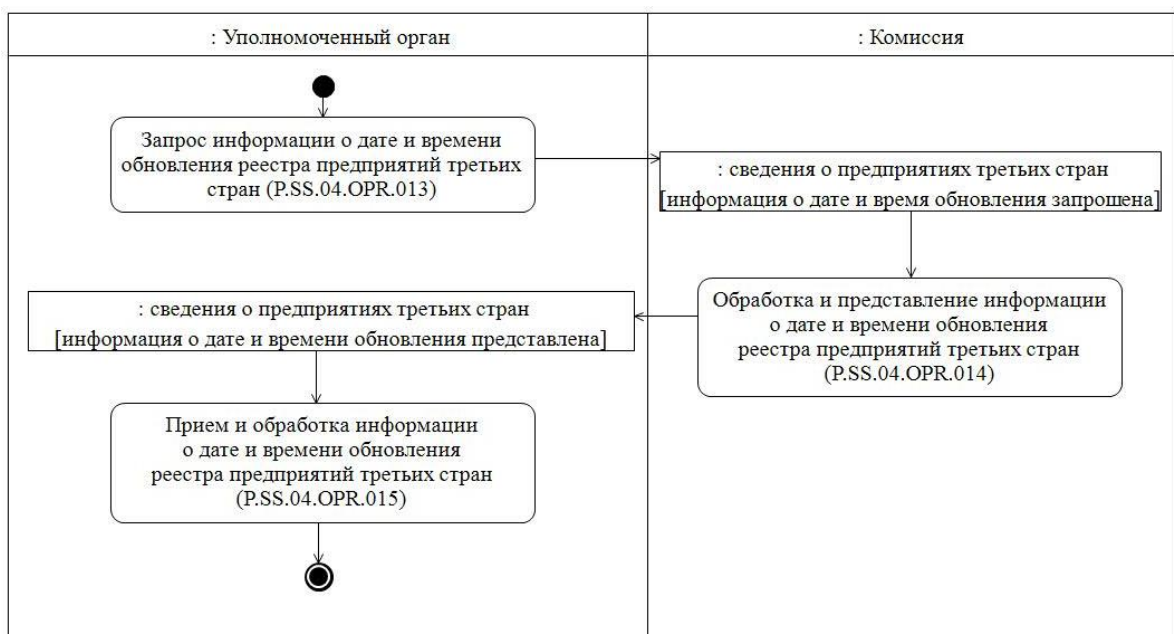 : Уполномоченный орган
: Комиссия
Запрос информации о дате и времени
обновления реестра предприятий третьих
стран (P.SS.04.OPR.013)
: сведения о предприятиях третьих стран
[информация о дате и время обновления запрошена]
Обработка и представление информации
о дате и времени обновления
реестра предприятий третьих стран
(P.SS.04.OPR.014)
: сведения о предприятиях третьих стран
[информация о дате и времени обновления представлена]
Прием и обработка информации
о дате и времени обновления
реестра предприятий третьих стран
(P.SS.04.OPR.015)